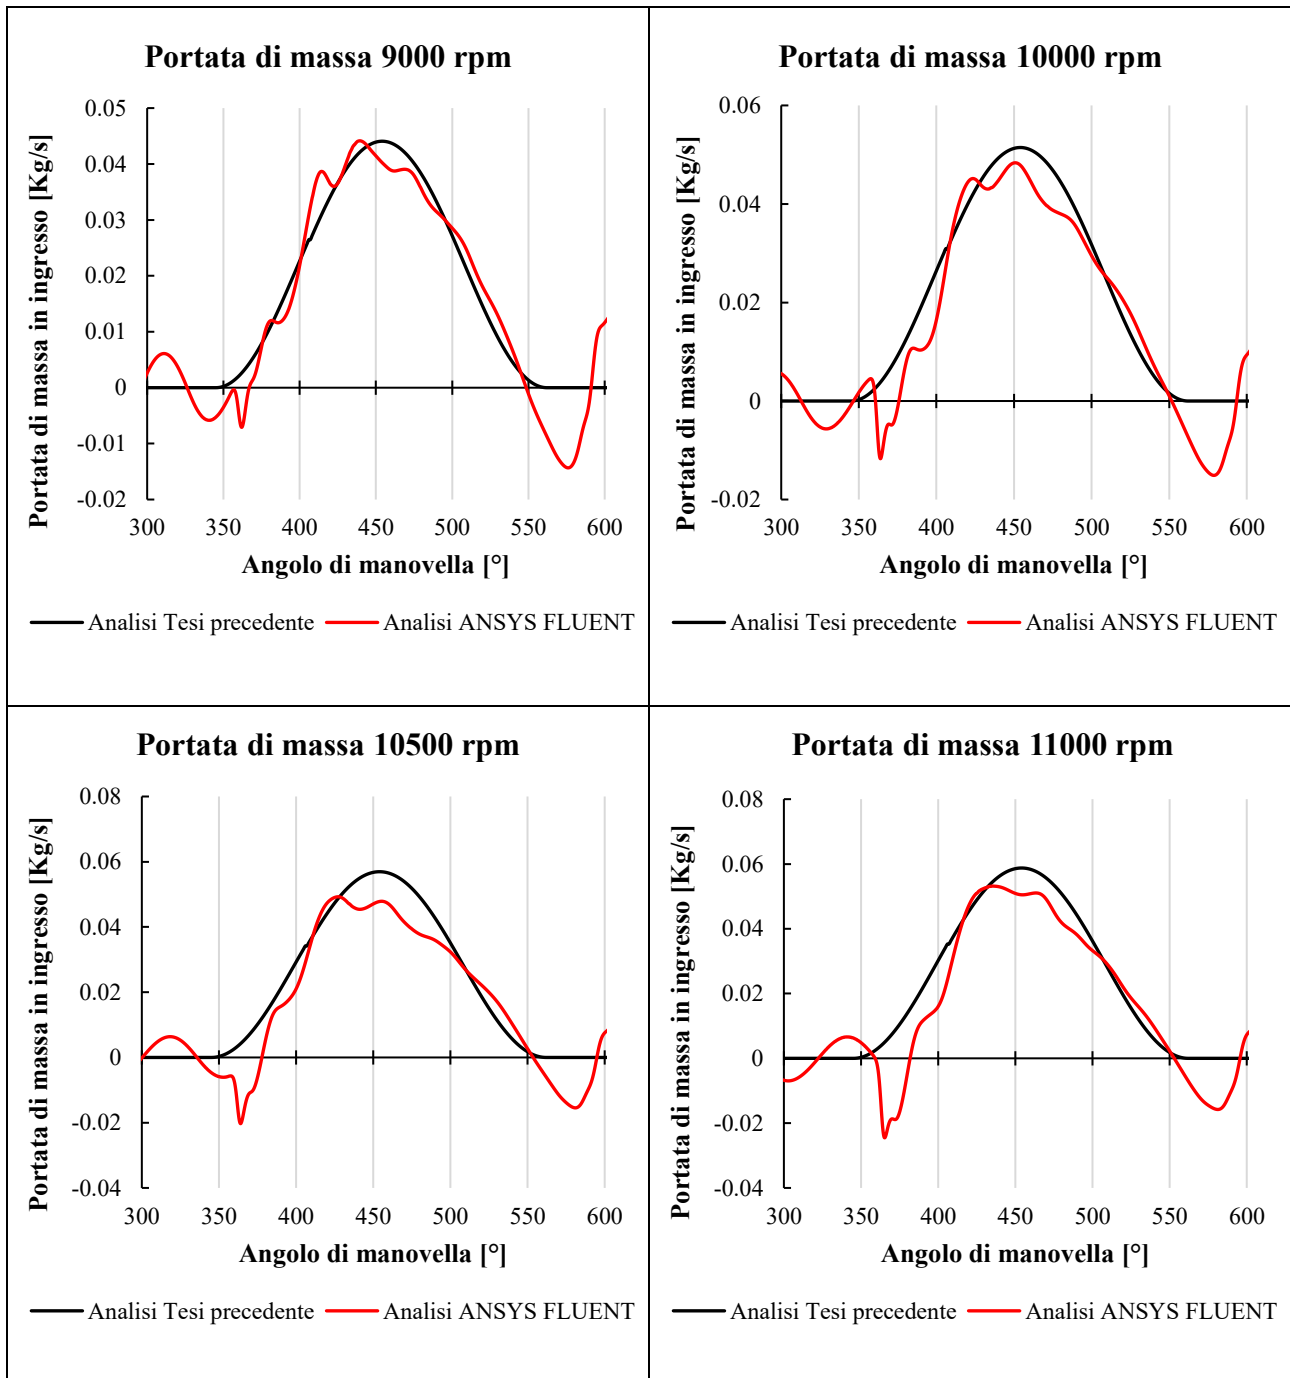 Portata di massa 9000 rpm
Portata di massa in ingresso [Kg/s]
0.05
0.04
0.03
0.02
0.01
0
-0.01
-0.02
300 350 400 450 500 550 600
Angolo di manovella [°]
Analisi Tesi precedente Analisi ANSYS FLUENT
Portata di massa 10000 rpm
Portata di massa in ingresso [Kg/s]
0.06
0.04
0.02
0
-0.02
300 350 400 450 500 550 600
Angolo di manovella [°]
Analisi Tesi precedente Analisi ANSYS FLUENT
Portata di massa 10500 rpm
Portata di massa in ingresso [Kg/s]
0.08
0.06
0.04
0.02
0
-0.02
-0.04
300 350 400 450 500 550 600
Angolo di manovella [°]
Analisi Tesi precedente Analisi ANSYS FLUENT
Portata di massa 11000 rpm
Portata di massa in ingresso [Kg/s]
0.08
0.06
0.04
0.02
0
-0.02
-0.04
300 350 400 450 500 550 600
Angolo di manovella [°]
Analisi Tesi precedente Analisi ANSYS FLUENT